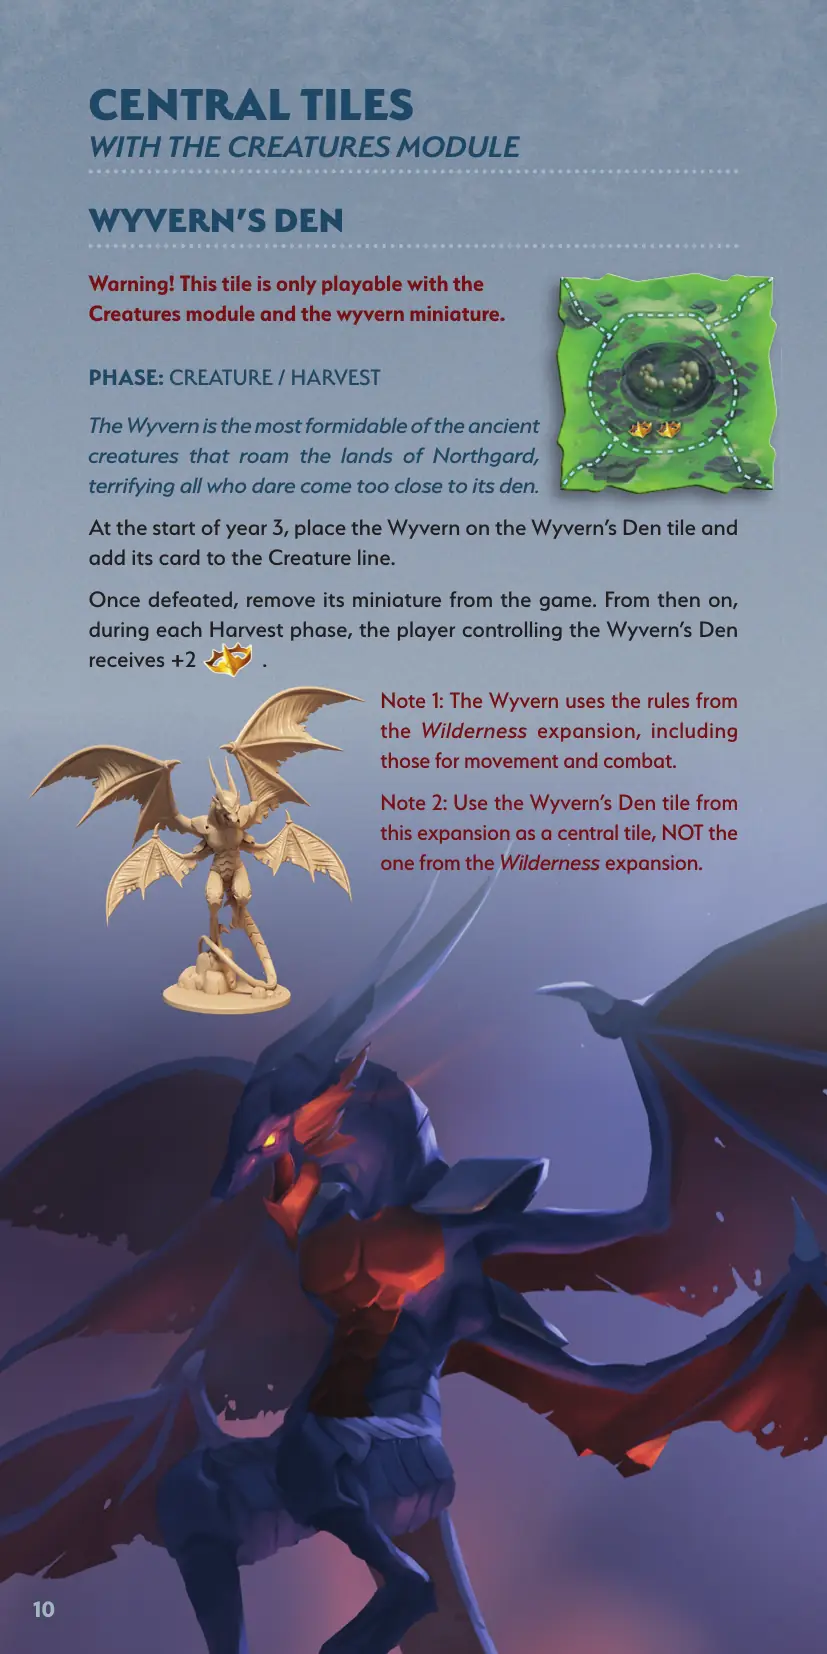 CENTRAL TILES
WITH THE CREATURES MODULE
WYVERN’S DEN
Warning! This tile is only playable with the
Creatures module and the wyvern miniature.
PHASE: CREATURE / HARVEST
The Wyvern is the most formidable of the ancient
creatures that roam the lands of Northgard,
terrifying all who dare come too close to its den.
At the start of year 3, place the Wyvern on the Wyvern’s Den tile and
add its card to the Creature line.
Once defeated, remove its miniature from the game. From then on,
during each Harvest phase, the player controlling the Wyvern’s Den
receives +2 .
Note 1: The Wyvern uses the rules from
the Wilderness expansion, including
those for movement and combat.
Note 2: Use the Wyvern’s Den tile from
this expansion as a central tile, NOT the
one from the Wilderness expansion.
10